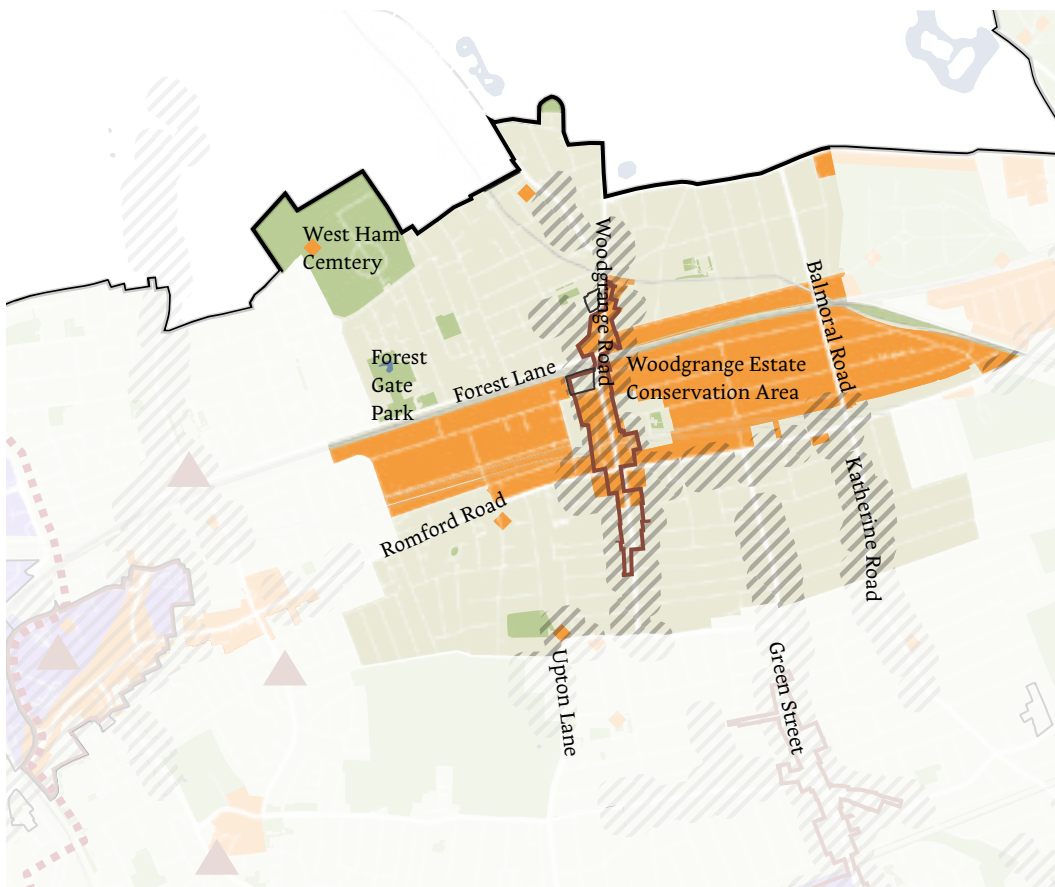 West Ham
Cemtery
Woodgrange Road
Balmoral Road
Forest
Gate
Park
Forest Lane
Woodgrange Estate
Conservation Area
Katherine Road
Romford Road
Upton Lane
Green Street